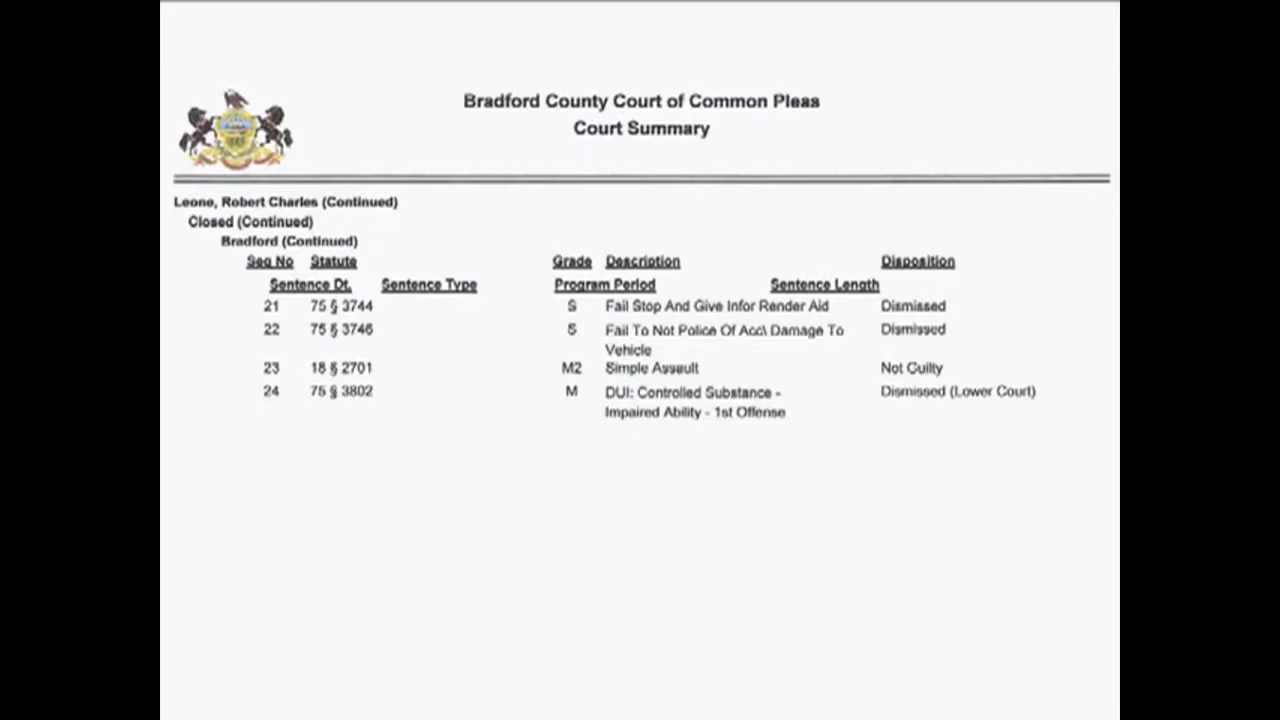 Bradford County Court of Common Pleas
Court Summary
Leone, Robert Charles (Continued)
Closed (Continued)
Bradford (Continued)
Seq No Statute Grade Description Disposition
Sentence Dt. Sentence Type Program Period Sentence Length
21 75 § 3744 S Fail Stop And Give Infor Render Aid Dismissed
22 75 § 3746 S Fail To Not Police Of Acc\ Damage To Dismissed
Vehicle
23 18 § 2701 M2 Simple Assault Not Guilty
24 75 § 3802 M DUI: Controlled Substance - Dismissed (Lower Court)
Impaired Ability - 1st Offense